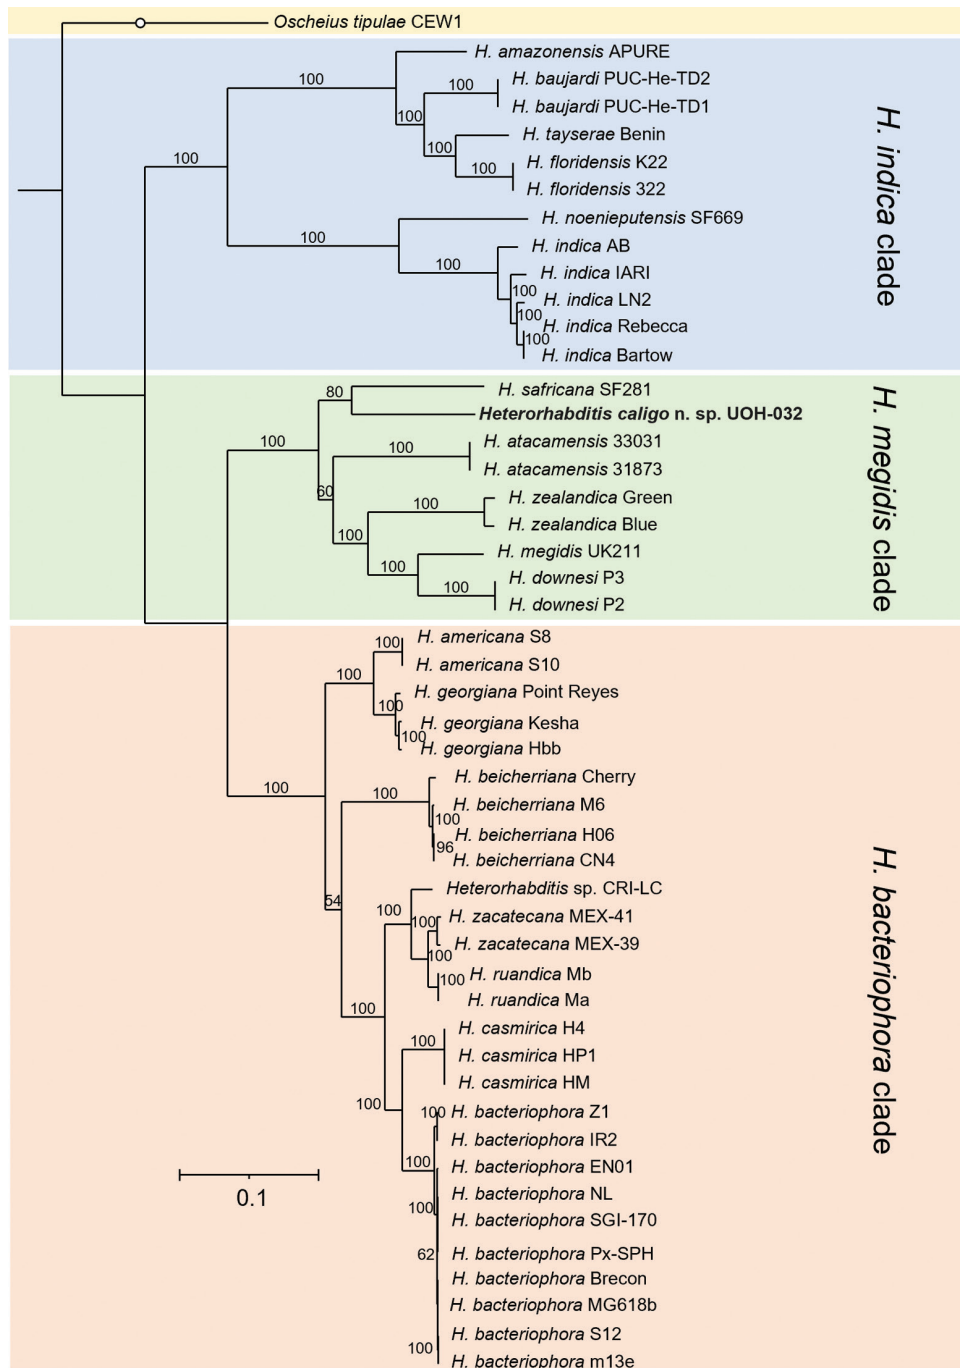 Oscheius tipulae CEW1
H. amazonensis APURE
100
H. baujardi PUC-He-TD2
100
H. baujardi PUC-He-TD1
100
H. tayserae Benin
100
100
H. floridensis K22
100
H. floridensis 322
H. noenieputensis SF669
100
H. indica AB
100
H. indica IARI
100
H. indica LN2
100
H. indica Rebecca
100
H. indica Bartow
H. indica clade
H. safricana SF281
80
Heterorhabditis caligo n. sp. UOH-032
100
H. atacamensis 33031
100
H. atacamensis 31873
60
H. zealandica Green
100
H. zealandica Blue
100
H. megidis UK211
100
H. downesi P3
100
H. downesi P2
H. megidis clade
H. americana S8
100
H. americana S10
100
H. georgiana Point Reyes
100
H. georgiana Kesha
100
H. georgiana Hbb
H. beicherriana Cherry
100
100
H. beicherriana M6
100
H. beicherriana H06
96
H. beicherriana CN4
Heterorhabditis sp. CRI-LC
54
100
H. zacatecana MEX-41
100
H. zacatecana MEX-39
100
H. ruandica Mb
100
H. ruandica Ma
100
H. casmirica H4
100
H. casmirica HP1
H. casmirica HM
100
H. bacteriophora Z1
100
H. bacteriophora IR2
100
H. bacteriophora EN01
H. bacteriophora NL
100
H. bacteriophora SGI-170
H. bacteriophora Px-SPH
62
H. bacteriophora Brecon
H. bacteriophora MG618b
H. bacteriophora S12
100
H. bacteriophora m13e
H. bacteriophora clade
0.1